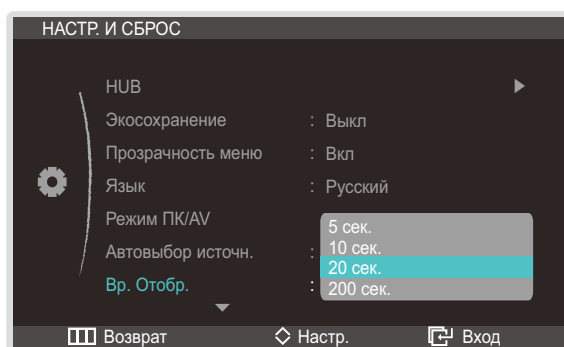 НАСТР. И СБРОС
HUB
Экосохранение : Выкл
Прозрачность меню : Вкл
Язык : Русский
Режим ПК/AV
5 сек.
Автовыбор источн. : 10 сек.
20 сек.
Вр. Отобр. : 200 сек.
Возврат Настр. Вход